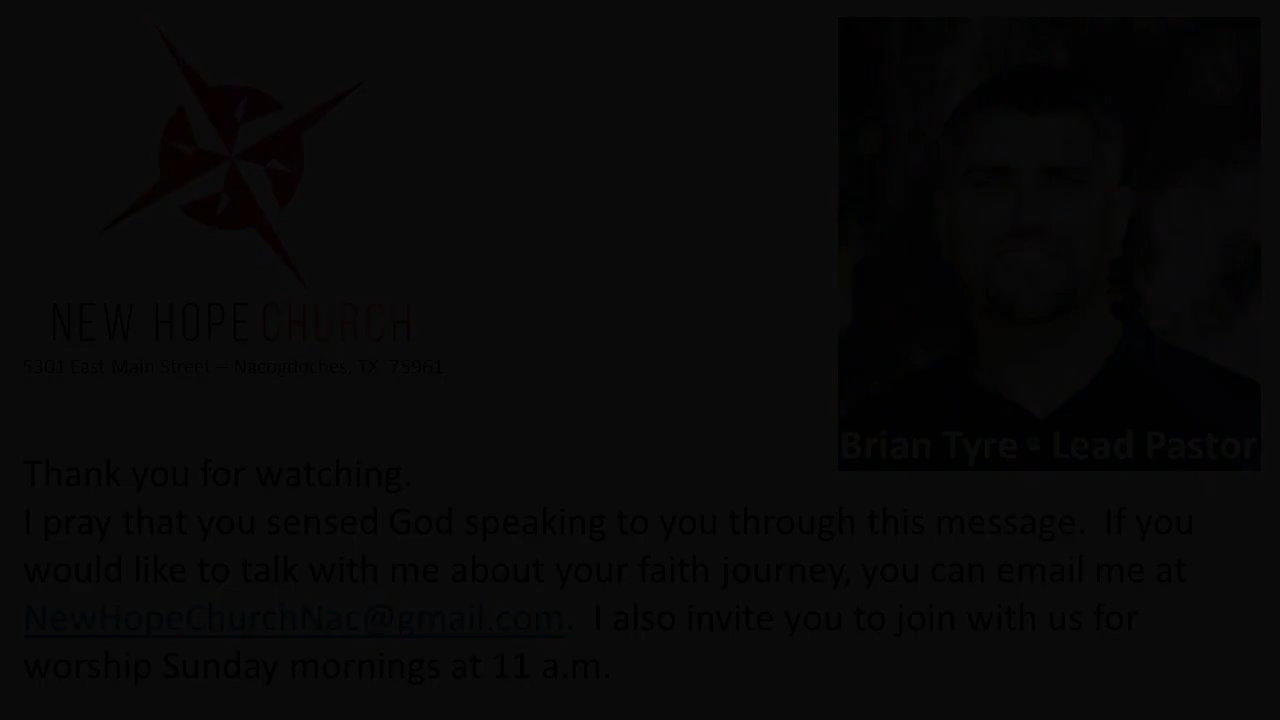 NEW HOPE CHURCH
5301 East Main Street – Nacogdoches, TX 75961
Brian Tyre - Lead Pastor
Thank you for watching.
I pray that you sensed God speaking to you through this message.  If you
would like to talk with me about your faith journey, you can email me at
NewHopeChurchNac@gmail.com.  I also invite you to join with us for
worship Sunday mornings at 11 a.m.